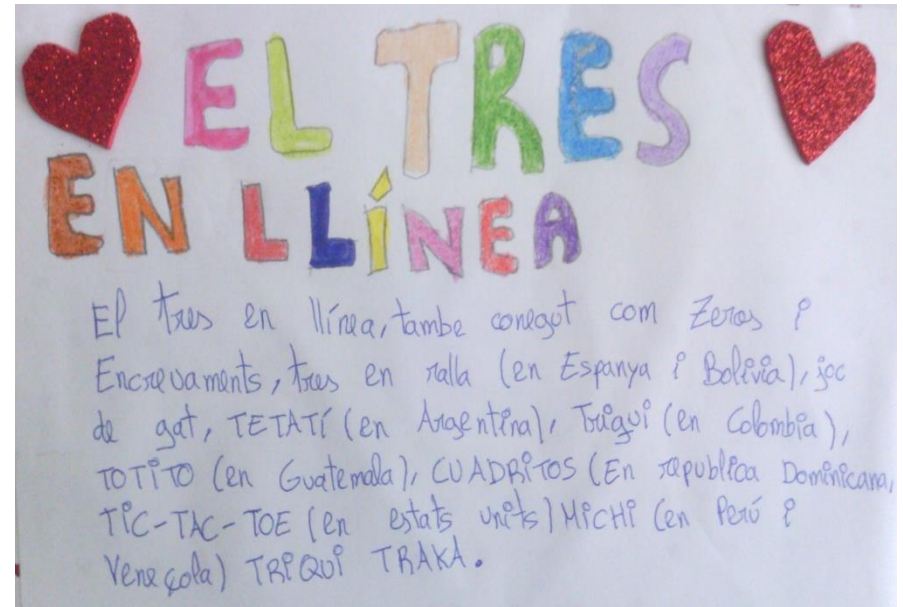 EL TRES
EN LLÍNEA
El tres en llínea, tambe conegut com Zeros i
Encreuaments, tres en ralla (en Espanya i Bolívia), joc
de gat, TETATÍ (en Argentina), Triqui (en Colombia),
TOTITO (en Guatemala), CUADRITOS (En republica Dominicana,
TIC-TAC-TOE (en estats units) MICHI (en Perú i
Veneçola) TRIQUI TRAKA.